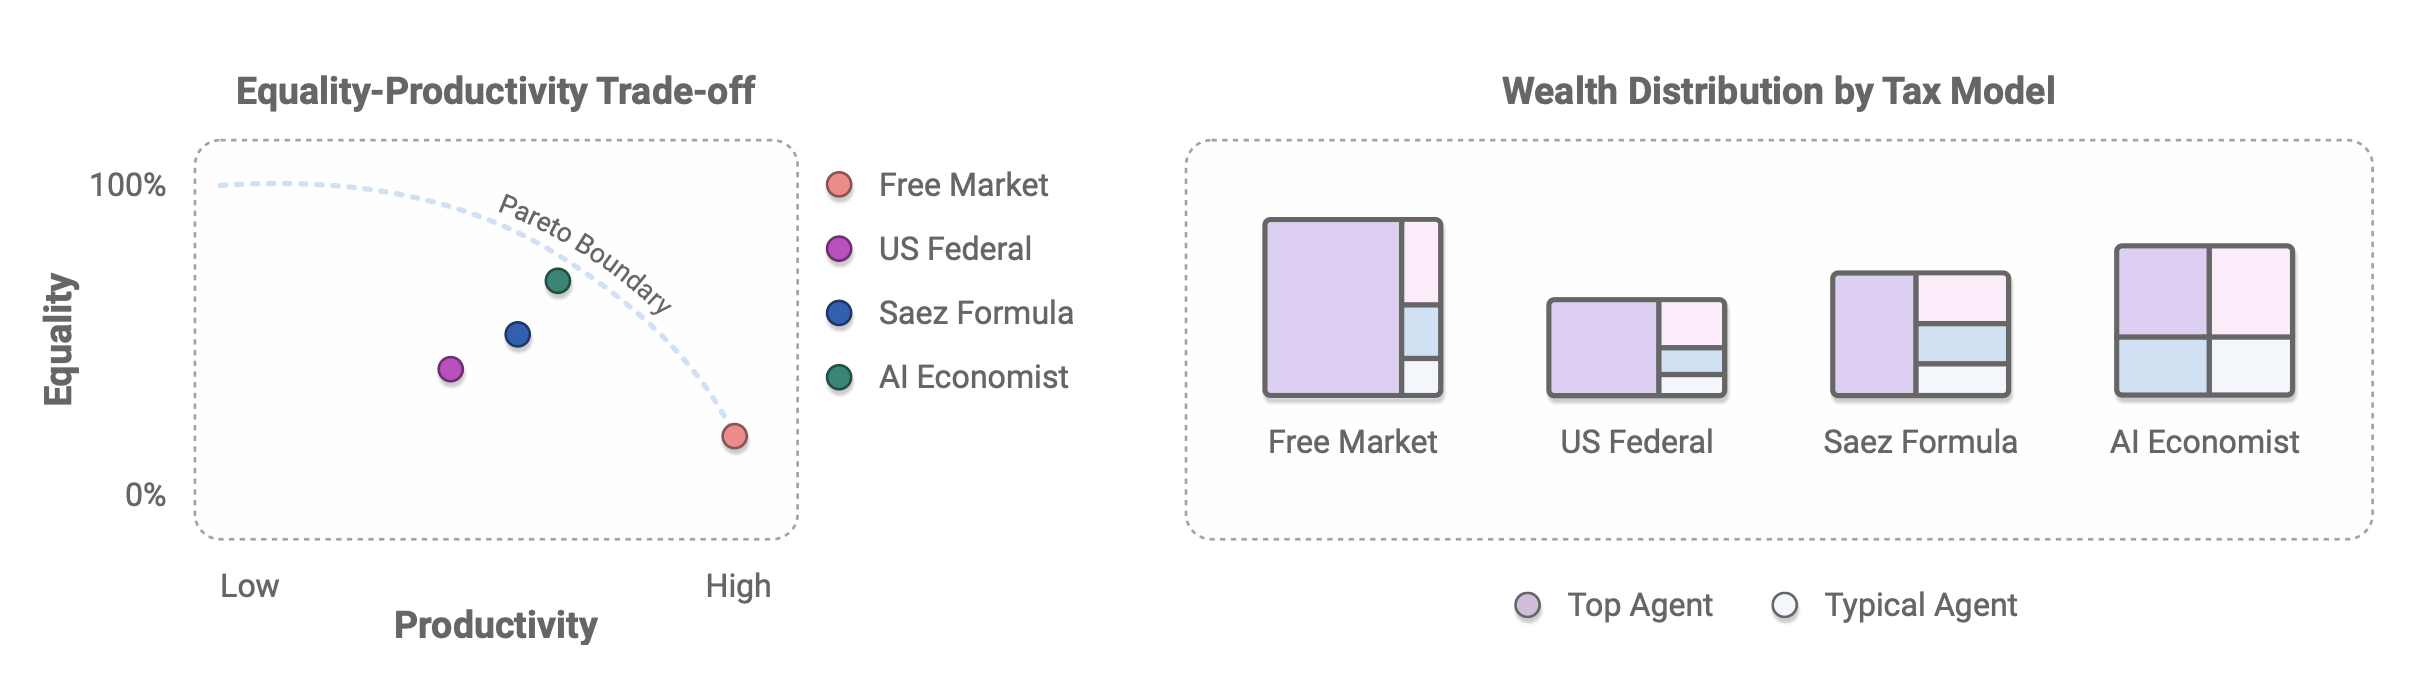 Equality-Productivity Trade-off
100%
Pareto Boundary
Equality
0%
Low
High
Productivity
Free Market
US Federal
Saez Formula
AI Economist
Wealth Distribution by Tax Model
Free Market
US Federal
Saez Formula
AI Economist
Top Agent
Typical Agent